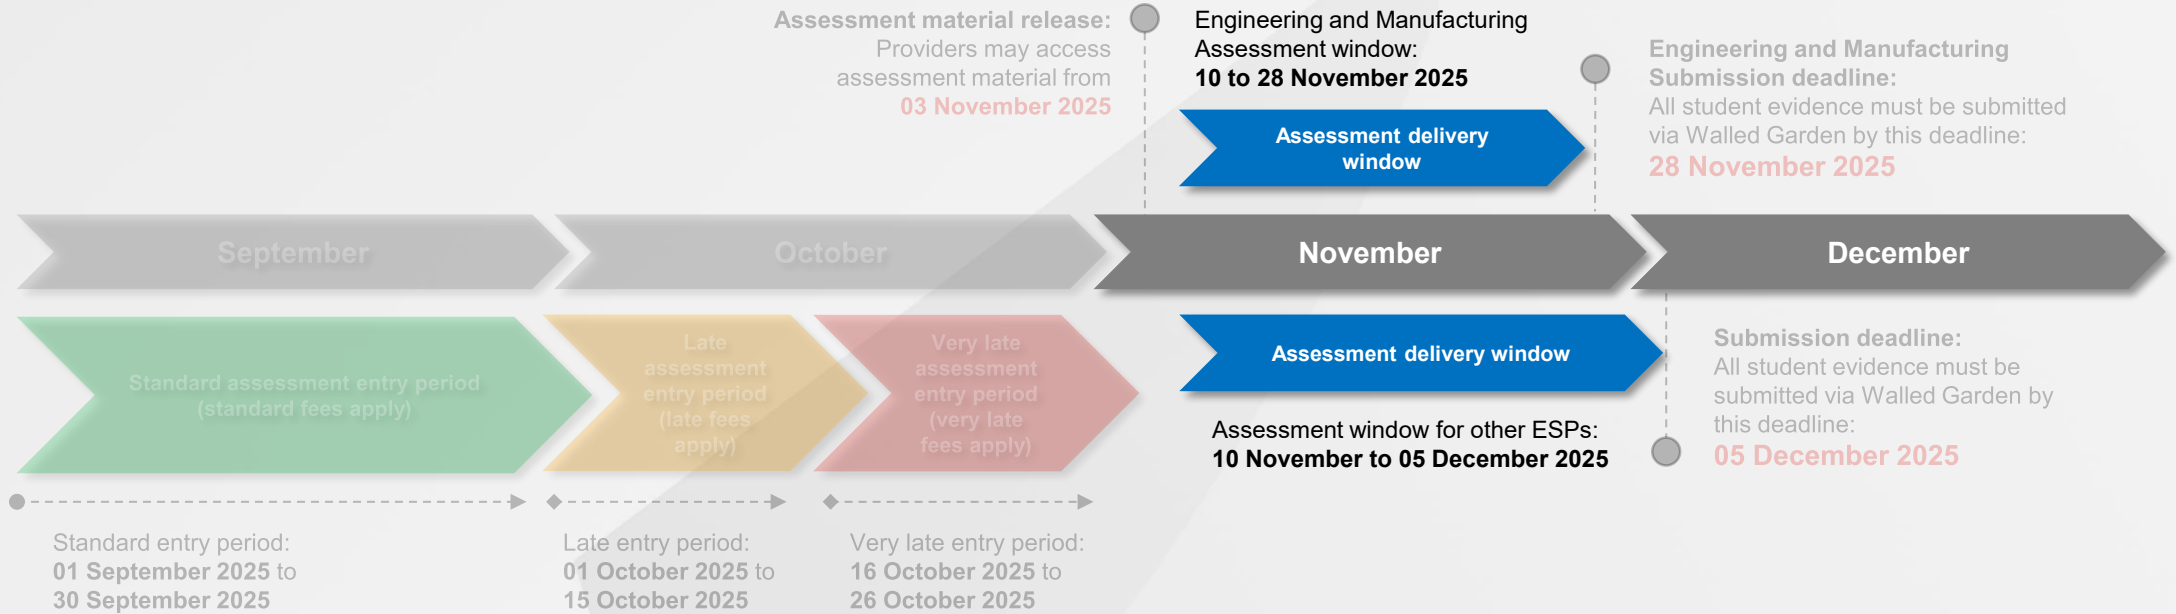 Assessment material release:
Providers may access
assessment material from
03 November 2025
Engineering and Manufacturing
Assessment window:
10 to 28 November 2025
Engineering and Manufacturing
Submission deadline:
All student evidence must be submitted
via Walled Garden by this deadline:
28 November 2025
Assessment delivery
window
September
October
November
December
Standard assessment entry period
(standard fees apply)
Late
assessment
entry period
(late fees
apply)
Very late
assessment
entry period
(very late
fees apply)
Assessment delivery window
Assessment window for other ESPs:
10 November to 05 December 2025
Submission deadline:
All student evidence must be
submitted via Walled Garden by
this deadline:
05 December 2025
Standard entry period:
01 September 2025 to
30 September 2025
Late entry period:
01 October 2025 to
15 October 2025
Very late entry period:
16 October 2025 to
26 October 2025